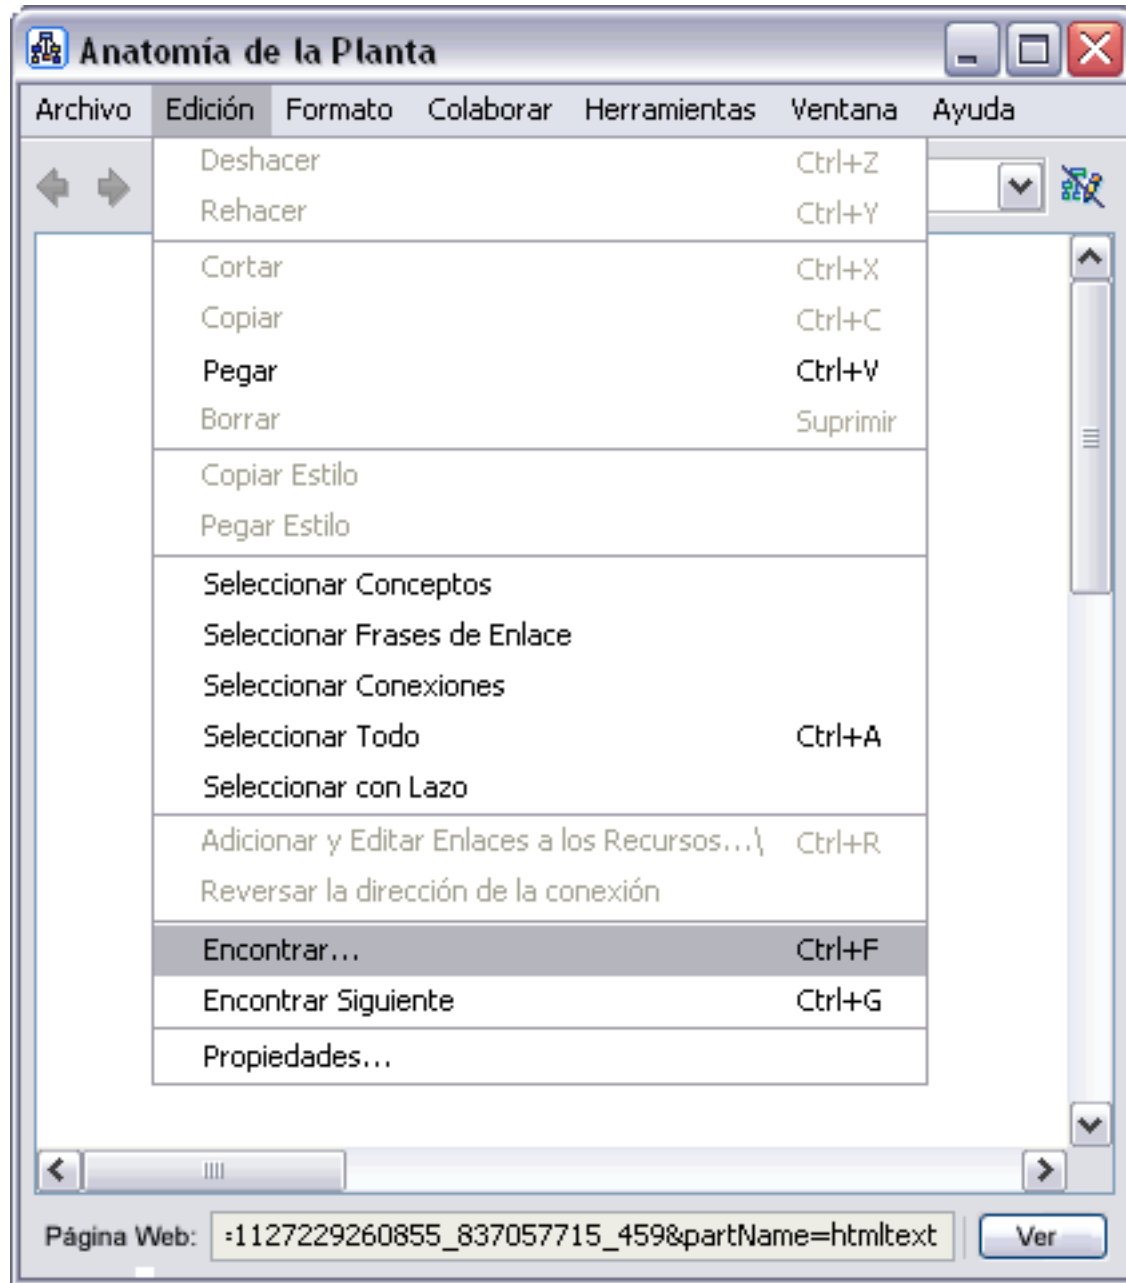 Anatomía de la Planta
Archivo Edición Formato Colaborar Herramientas Ventana Ayuda
Deshacer Ctrl+Z
Rehacer Ctrl+Y
Cortar Ctrl+X
Copiar Ctrl+C
Pegar Ctrl+V
Borrar Suprimir
Copiar Estilo
Pegar Estilo
Seleccionar Conceptos
Seleccionar Frases de Enlace
Seleccionar Conexiones
Seleccionar Todo Ctrl+A
Seleccionar con Lazo
Adicionar y Editar Enlaces a los Recursos...\ Ctrl+R
Reversar la dirección de la conexión
Encontrar... Ctrl+F
Encontrar Siguiente Ctrl+G
Propiedades...
Página Web: =1127229260855_837057715_459&partName=htmltext Ver